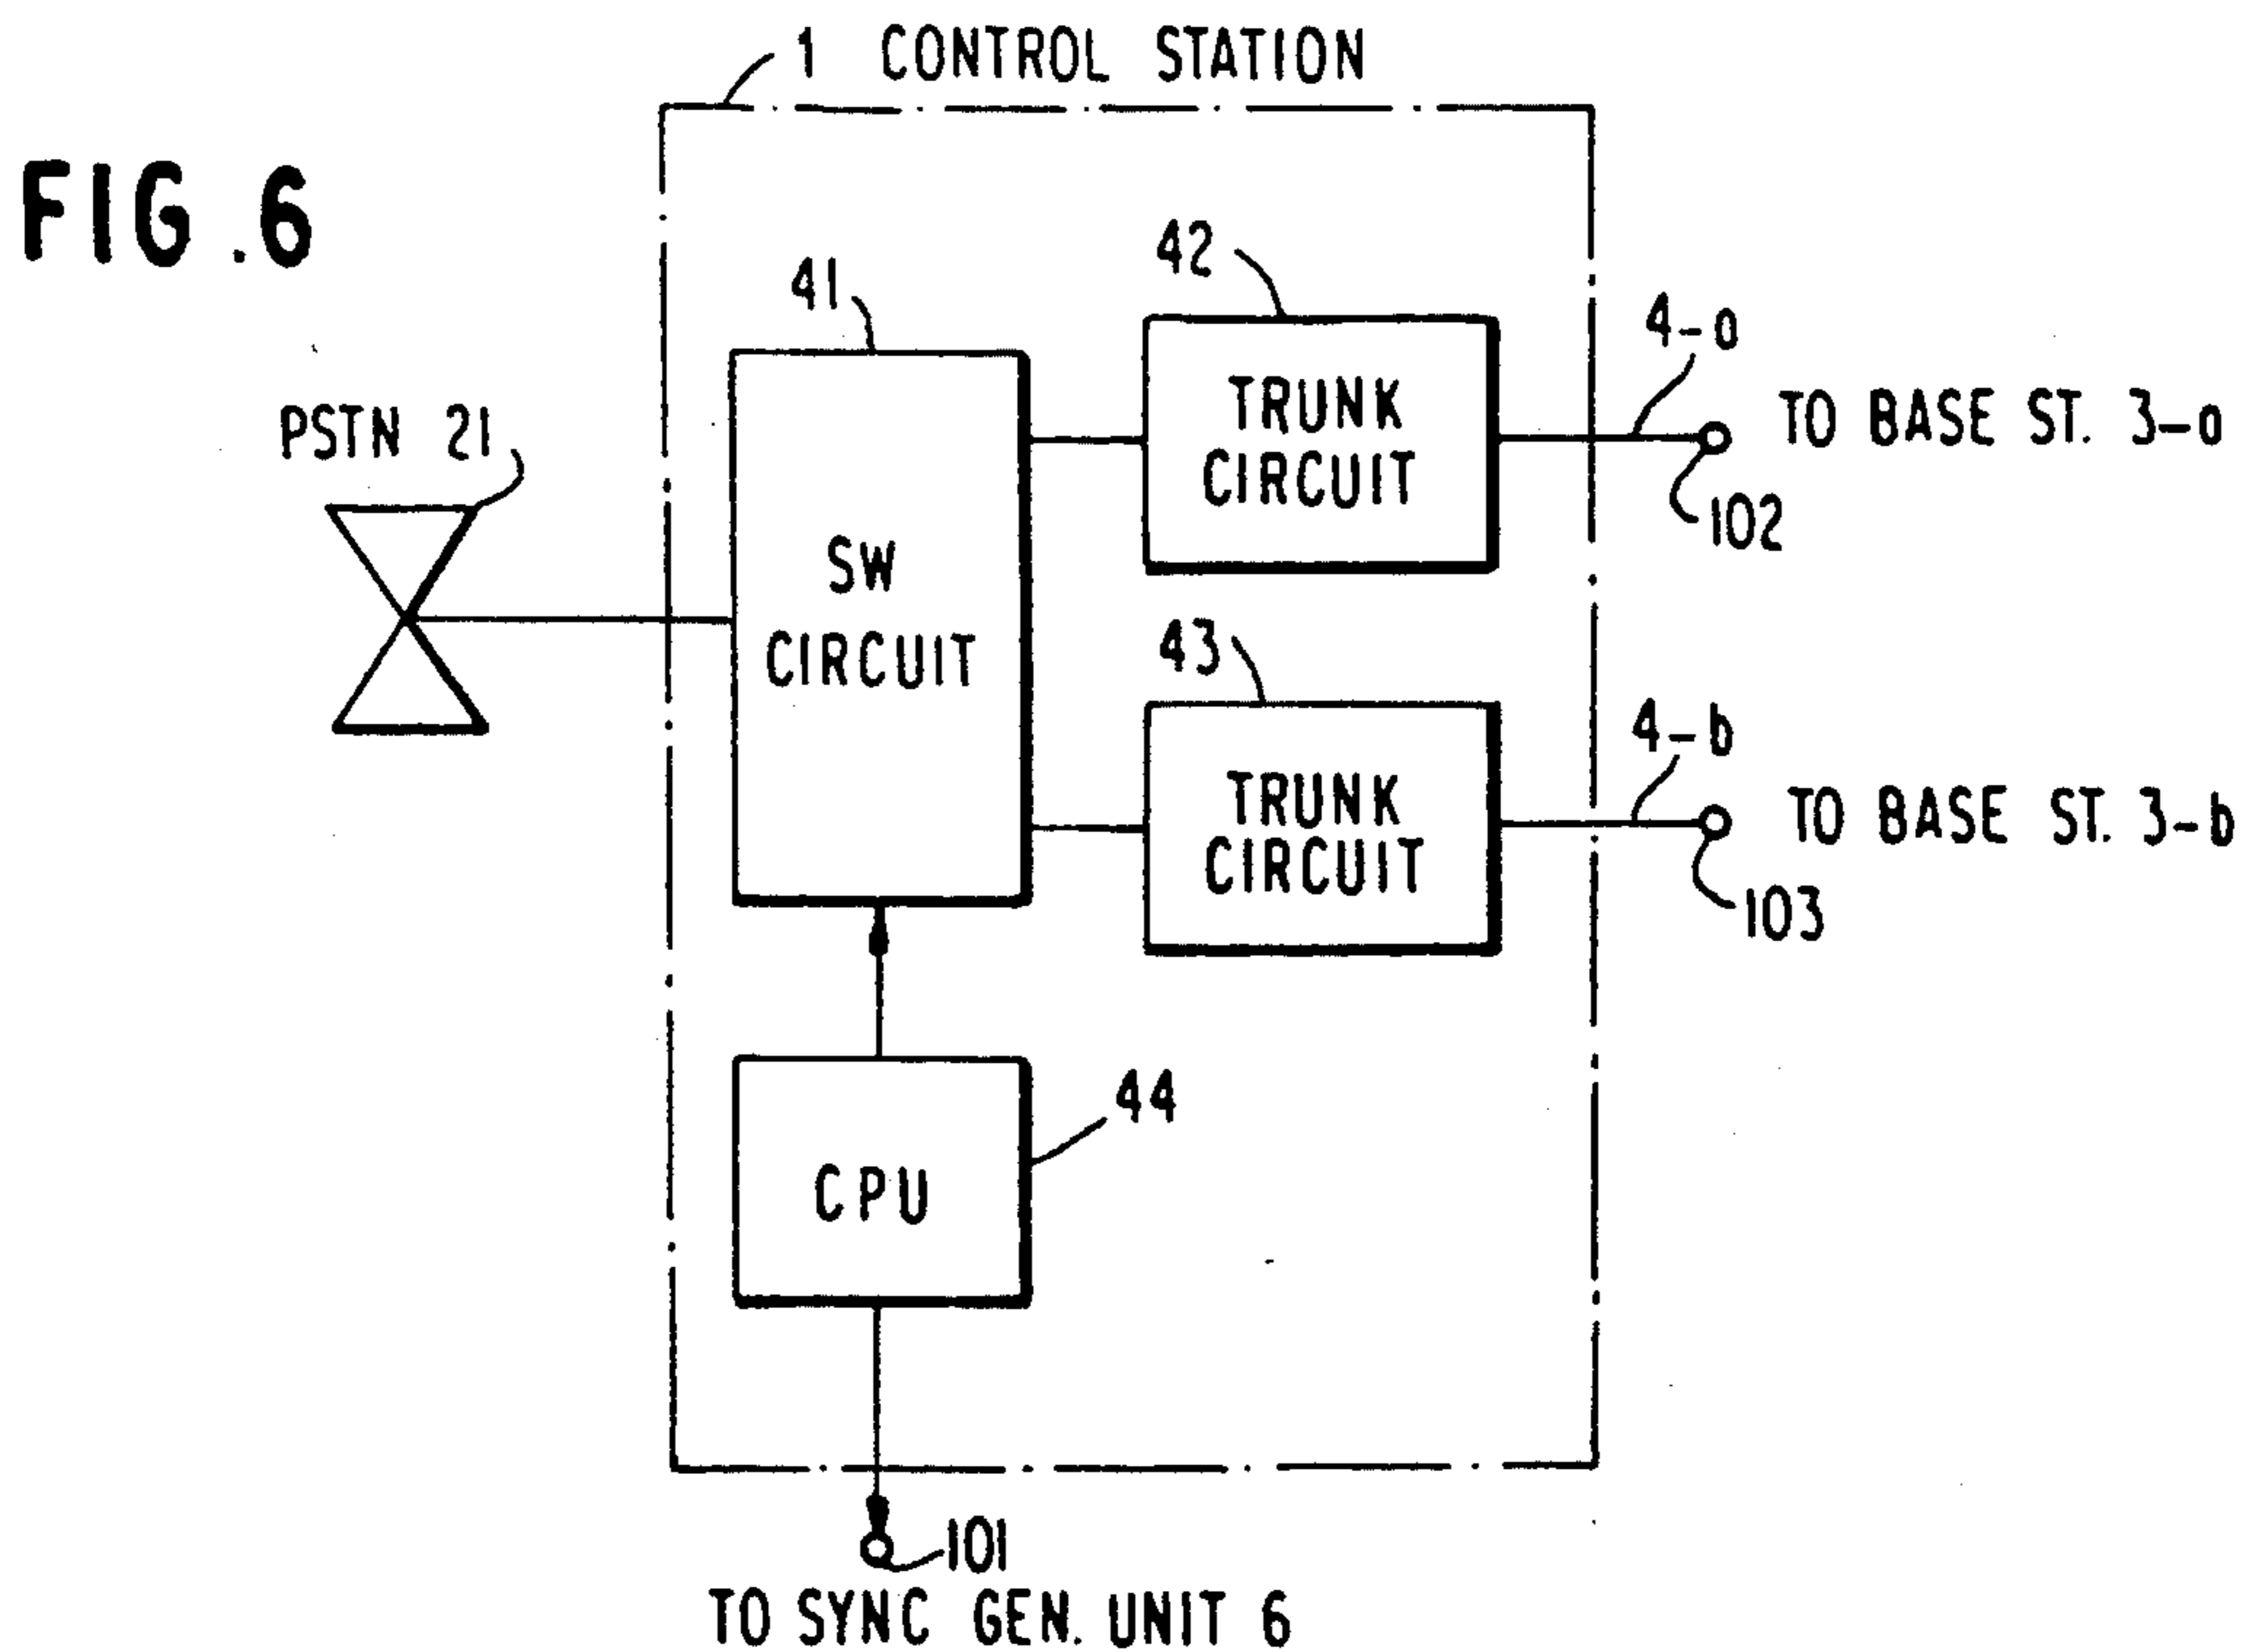 1 CONTROL STATION
FIG.6
41
42
4-a
PSTN 21
TRUNK
CIRCUIT
TO BASE ST. 3-a
102
SW
CIRCUIT
43
4-b
TRUNK
CIRCUIT
TO BASE ST. 3-b
103
44
CPU
101
TO SYNC GEN. UNIT 6